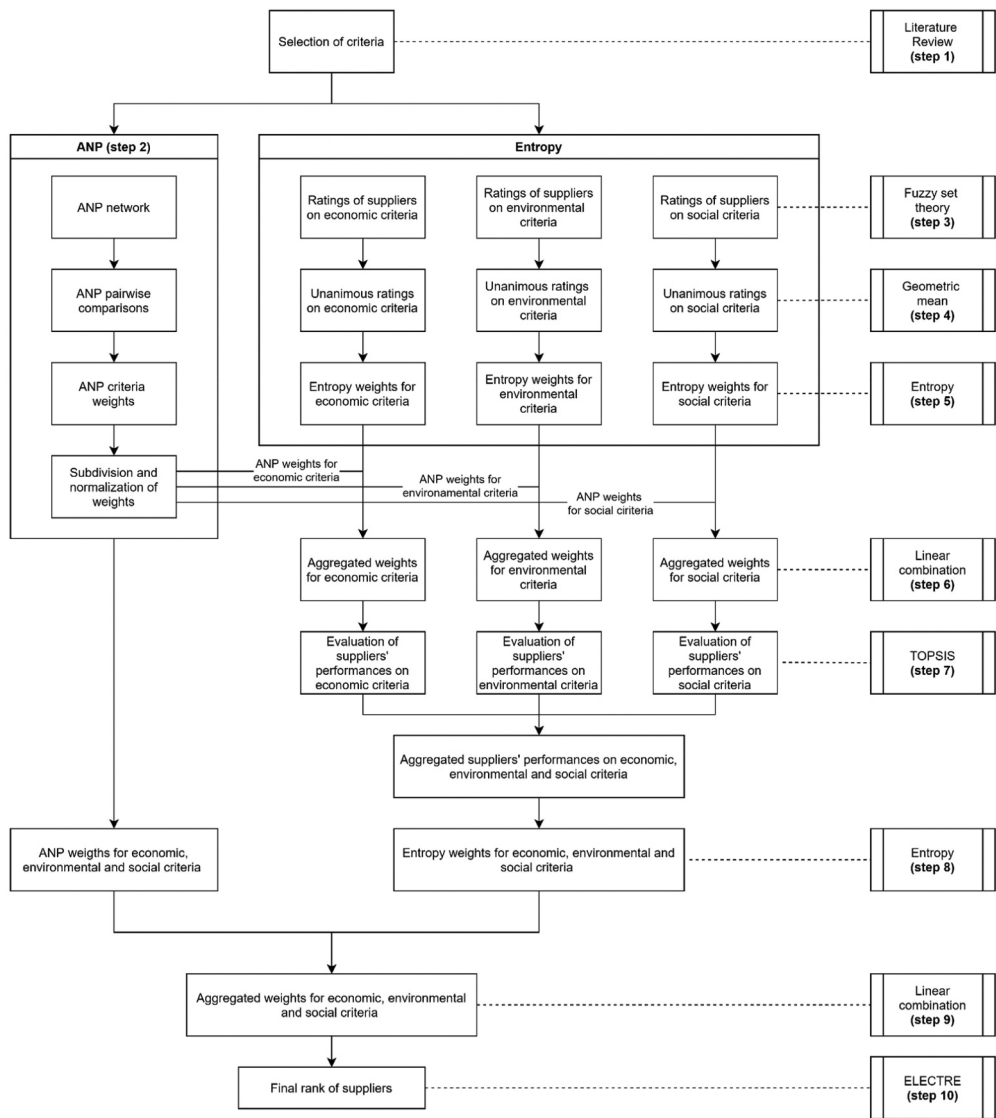 Selection of criteria
Literature
Review
(step 1)
ANP (step 2)
Entropy
ANP network
Ratings of suppliers
on economic criteria
Ratings of suppliers
on environmental
criteria
Ratings of suppliers
on social criteria
Fuzzy set
theory
(step 3)
ANP pairwise
comparisons
Unanimous ratings
on economic criteria
Unanimous ratings
on environmental
criteria
Unanimous ratings
on social criteria
Geometric
mean
(step 4)
ANP criteria
weights
Entropy weights for
economic criteria
Entropy weights for
environmental
criteria
Entropy weights for
social criteria
Entropy
(step 5)
Subdivision and
normalization of
weights
ANP weights for
economic criteria
ANP weights for
environamental criteria
ANP weights
for social ciriteria
Aggregated weights
for economic criteria
Aggregated weights
for environmental
criteria
Aggregated weights
for social criteria
Linear
combination
(step 6)
Evaluation of
suppliers'
performances on
economic criteria
Evaluation of
suppliers'
performances on
environmental criteria
Evaluation of
suppliers'
performances on
social criteria
TOPSIS
(step 7)
Aggregated suppliers' performances on economic,
environmental and social criteria
ANP weigths for economic,
environmental and social criteria
Entropy weights for economic, environmental and
social criteria
Entropy
(step 8)
Aggregated weights for economic, environmental
and social criteria
Linear
combination
(step 9)
Final rank of suppliers
ELECTRE
(step 10)